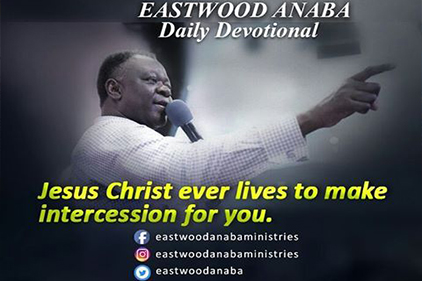 EASTWOOD ANABA
Daily Devotional
Jesus Christ ever lives to make
intercession for you.
eastwoodanabaministries
eastwoodanabaministries
eastwoodanaba